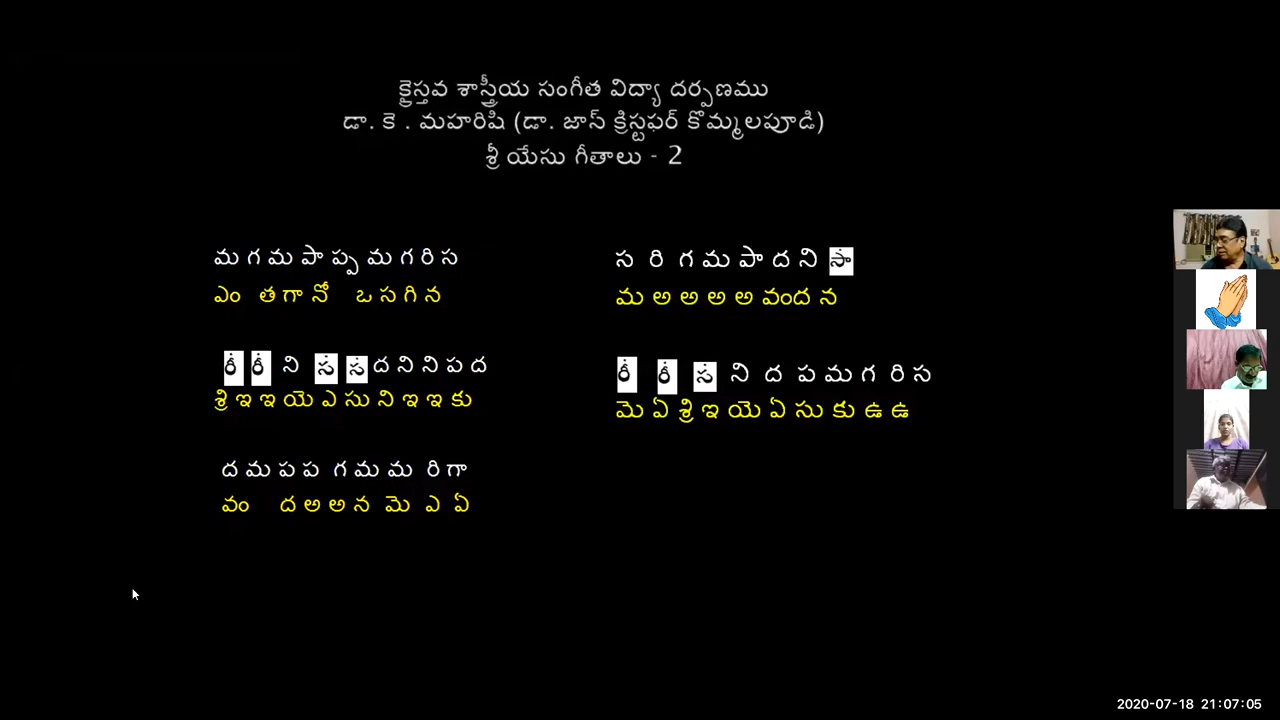 క్రైస్తవ శాస్త్రీయ సంగీత విద్యా దర్పణము
డా. కె . మహరిషి (డా. జాస్ క్రిస్టఫర్ కొమ్మలపూడి)
శ్రీ యేసు గీతాలు - 2
మ గ మ పా ప్ప మ గ రి స
ఎం త గా నో ఒ స గి న
రీ̇ రీ̇ ని స̇ స̇ ద ని ని ప ద
శ్రి ఇ ఇ యె ఎ సు ని ఇ ఇ కు
ద మ ప ప గ మ మ రి గా
వం ద అ అ న మె ఎ ఏ
స రి గ మ పా ద ని సా̇
మ అ అ అ అ వంద న
రీ̇ రీ̇ స̇ ని ద ప మ గ రి స
మె ఏ శ్రి ఇ యె ఏ సు కు ఉ ఉ
2020-07-18 21:07:05